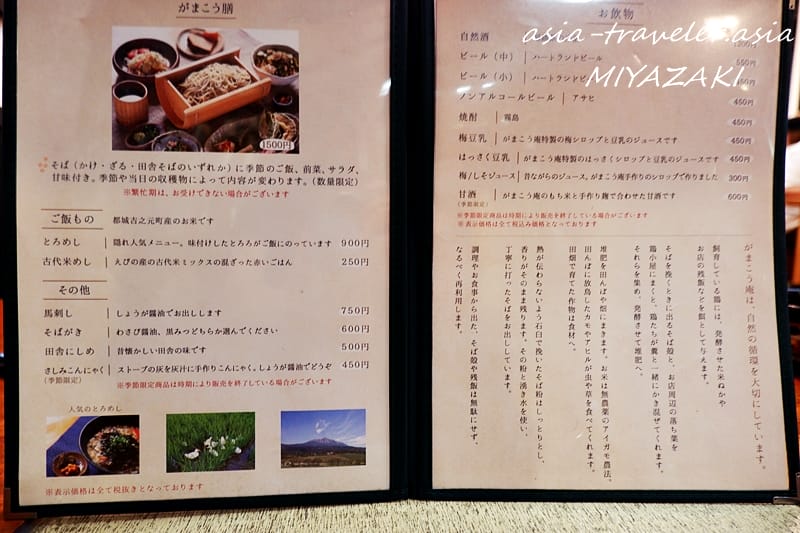 がまこう膳
1500円
そば（かけ・ざる・田舎そばのいずれか）に季節のご飯、前菜、サラダ、
甘味付き。季節や当日の収穫物によって内容が変わります。（数量限定）
※繁忙期は、お受けできない場合がございます
ご飯もの
都城吉之元町産のお米です
とろめし 隠れ人気メニュー。味付けしたとろろがご飯にのっています 900円
古代米めし えびの産の古代米ミックスの混ざった赤いごはん 250円
その他
馬刺し しょうが醤油でお出しします 750円
そばがき わさび醤油、黒みつどちらか選んでください 600円
田舎にしめ 昔懐かしい田舎の味です 500円
さしみこんにゃく ストーブの灰を灰汁に手作りこんにゃく。しょうが醤油でどうぞ 450円
（季節限定）
※季節限定商品は時期により販売を終了している場合がございます
人気のとろめし
※表示価格は全て税抜きとなっております
お飲物
asia-traveler.asia
MIYAZAKI
自然酒
ビール（中） ハートランドビール 550円
ビール（小） ハートランドビ
ノンアルコールビール アサヒ 450円
焼酎 霧島 450円
梅豆乳 がまこう庵特製の梅シロップと豆乳のジュースです 450円
はっさく豆乳 がまこう庵特製のはっさくシロップと豆乳のジュースです 450円
梅/しそジュース 昔ながらのジュース。がまこう庵手作りのシロップで作りました 300円
甘酒 がまこう庵のもち米と手作り麹で合わせた甘酒です 600円
（季節限定）
※季節限定商品は時期により販売を終了している場合がございます
※表示価格は全て税込み価格となっております
がまこう庵は、自然の循環を大切にしています。
飼育している鶏には、発酵させた米ぬかや
お店の残飯などを餌として与えます。
そばを挽くときに出るそば殻と、お店周辺の落ち葉を
鶏小屋にまくと、鶏たちが糞と一緒にかき混ぜてくれます。
それらを集め、発酵させて堆肥へ。
堆肥を田んぼや畑にまきます。お米は無農薬のアイガモ農法。
田んぼに放鳥したカモやアヒルが虫や草を食べてくれます。
田畑で育てた作物は食材へ。
熱が伝わらないよう石臼で挽いたそば粉はしっとりとし、
香りがそのまま残ります。その粉と湧き水を使い、
丁寧に打ったそばをお出ししています。
調理やお食事から出た、そば殻や残飯は無駄にせず、
なるべく再利用します。